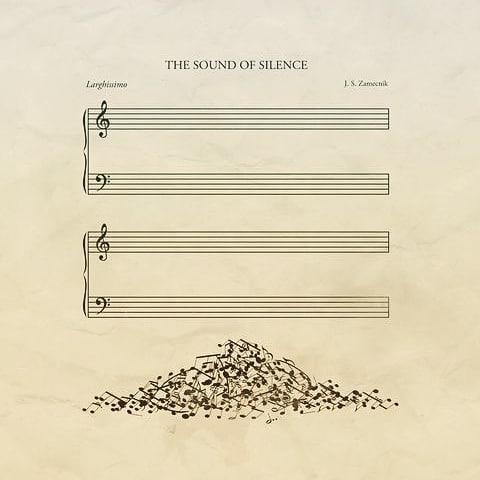 THE SOUND OF SILENCE
Larghissimo
J. S. Zamecnik